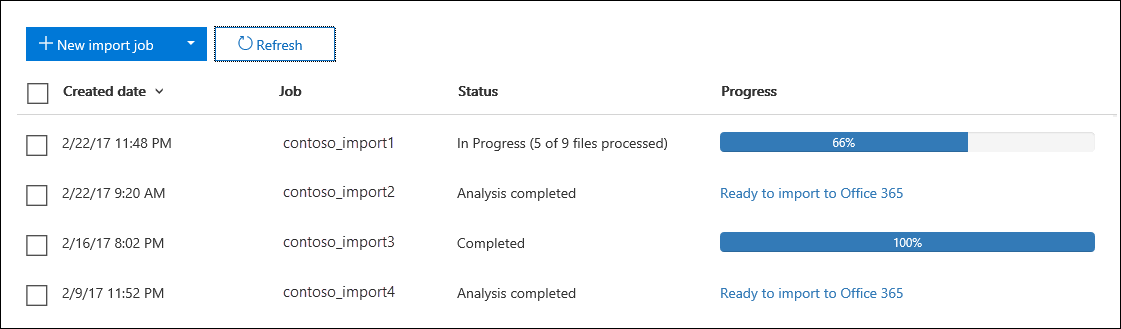 New import job Refresh
Created date Job Status Progress
2/22/17 11:48 PM contoso_import1 In Progress (5 of 9 files processed) 66%
2/22/17 9:20 AM contoso_import2 Analysis completed Ready to import to Office 365
2/16/17 8:02 PM contoso_import3 Completed 100%
2/9/17 11:52 PM contoso_import4 Analysis completed Ready to import to Office 365